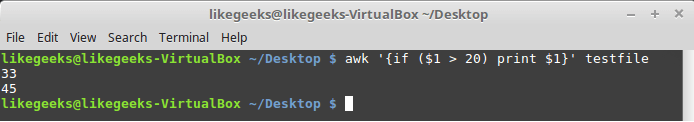 likegeeks@likegeeks-VirtualBox ~/Desktop
File Edit View Search Terminal Help
likegeeks@likegeeks-VirtualBox ~/Desktop $ awk '{if ($1 > 20) print $1}' testfile
33
45
likegeeks@likegeeks-VirtualBox ~/Desktop $